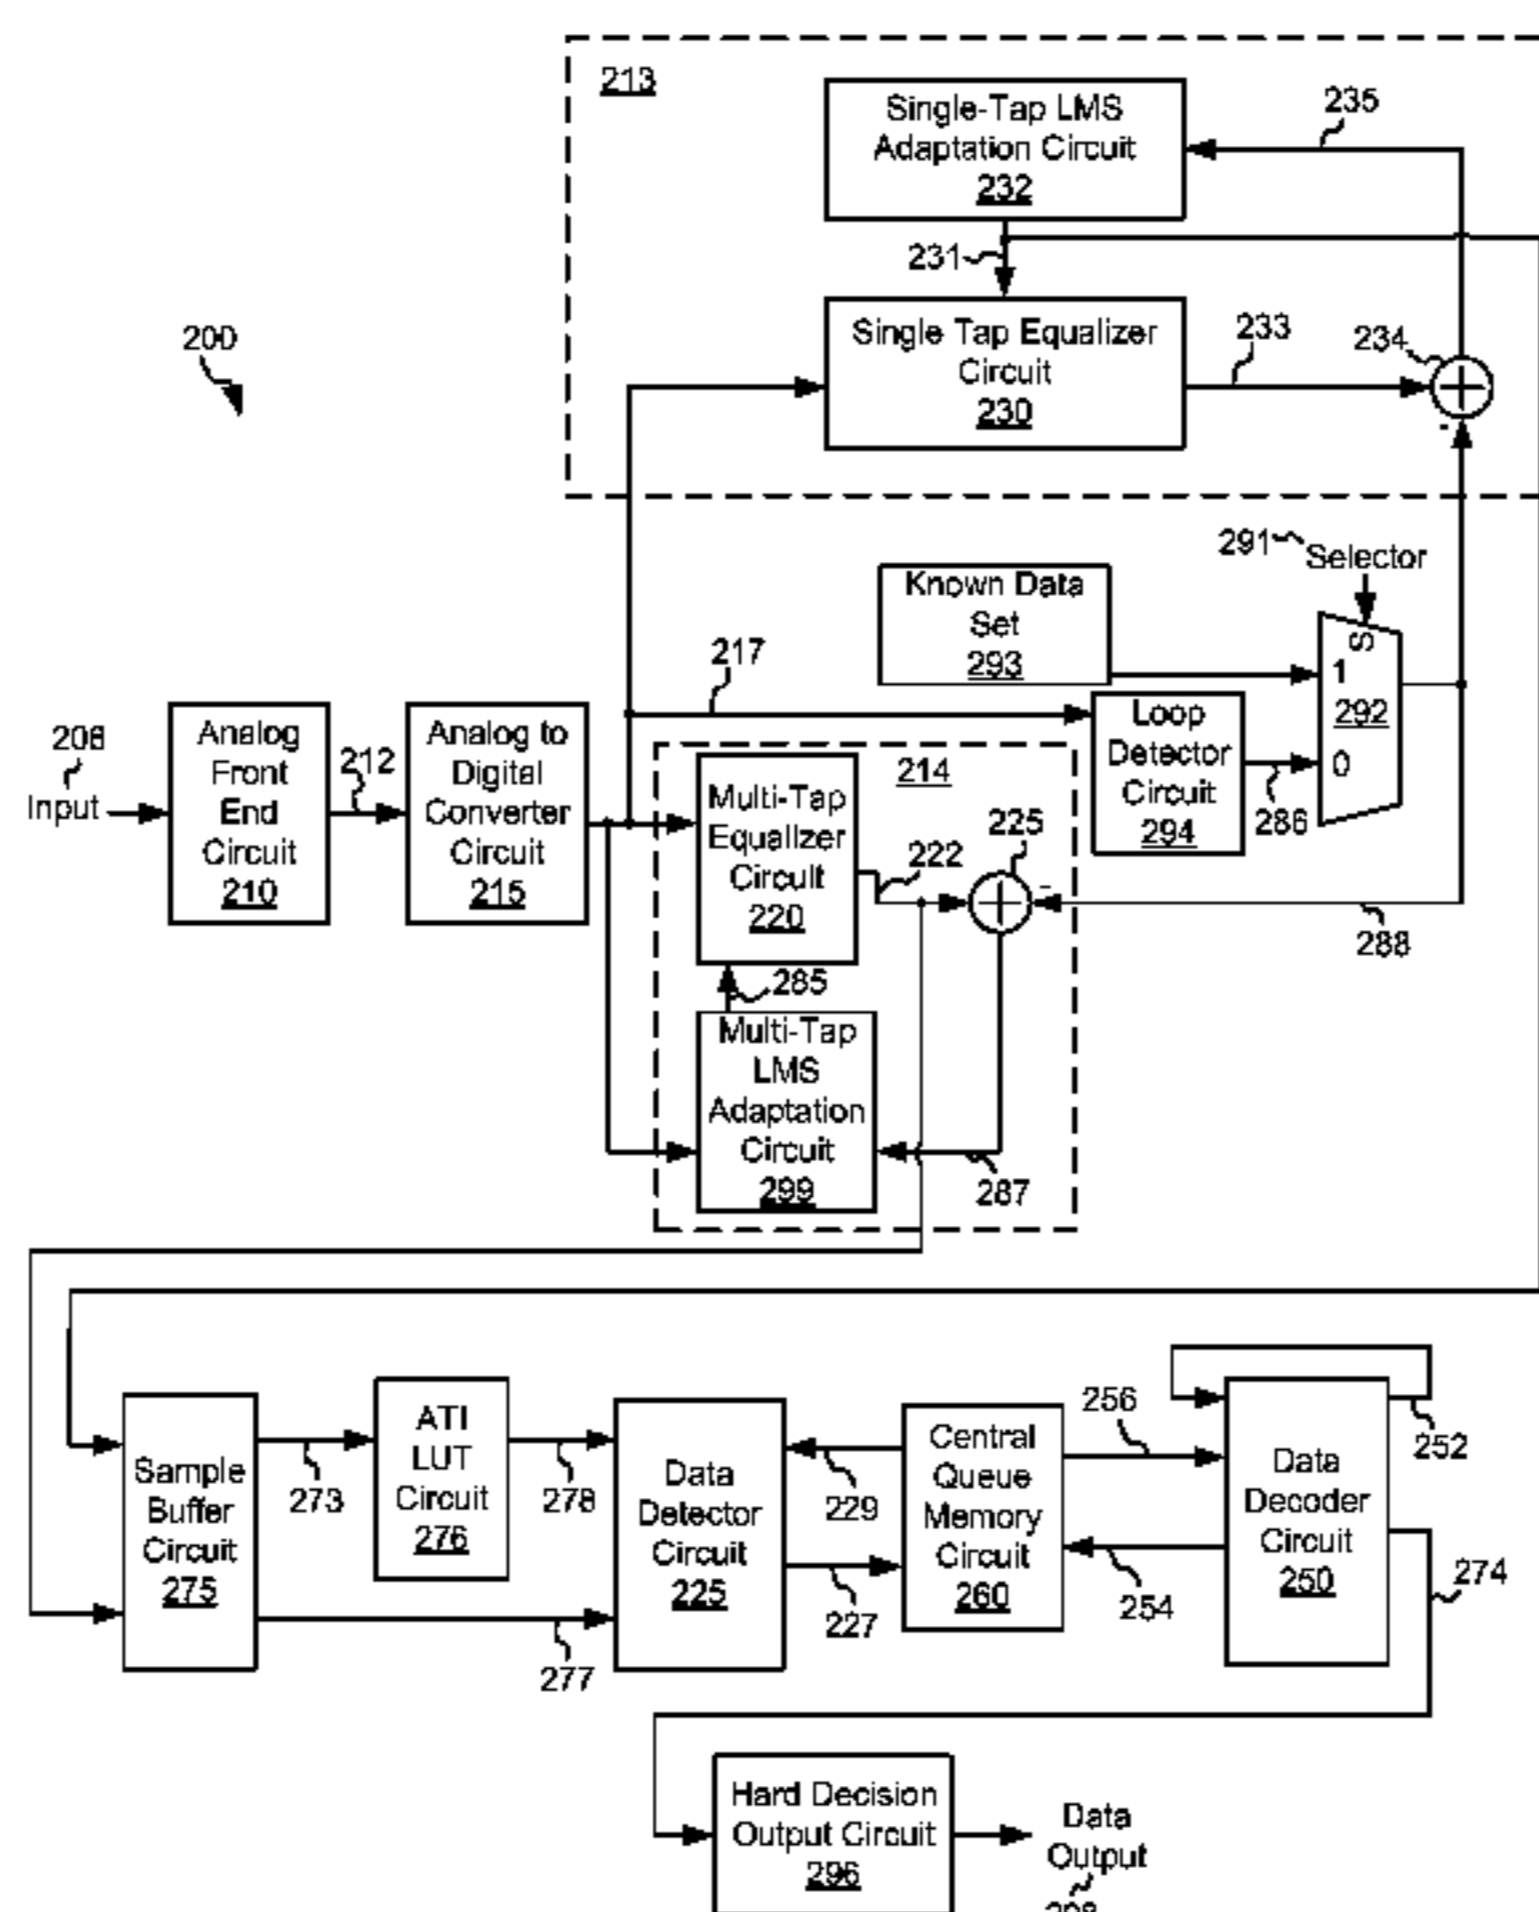 213
Single-Tap LMS
Adaptation Circuit
232
235
231
Single Tap Equalizer
Circuit
230
233
234
-
200
291
Selector
Known Data
Set
293
S
1
292
0
217
Loop
Detector
Circuit
294
286
206
Input
Analog
Front
End
Circuit
210
212
Analog to
Digital
Converter
Circuit
215
214
Multi-Tap
Equalizer
Circuit
220
222
225
-
288
285
Multi-Tap
LMS
Adaptation
Circuit
299
287
Sample
Buffer
Circuit
275
273
ATI
LUT
Circuit
276
278
277
Data
Detector
Circuit
225
229
227
Central
Queue
Memory
Circuit
260
256
254
Data
Decoder
Circuit
250
252
274
Hard Decision
Output Circuit
296
Data
Output